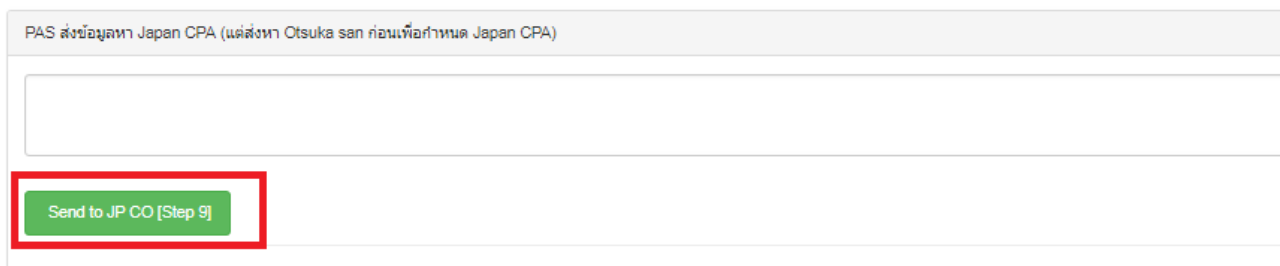 PAS ส่งข้อมูลหา Japan CPA (แต่ส่งหา Otsuka san ก่อนเพื่อกำหนด Japan CPA)
Send to JP CO [Step 9]